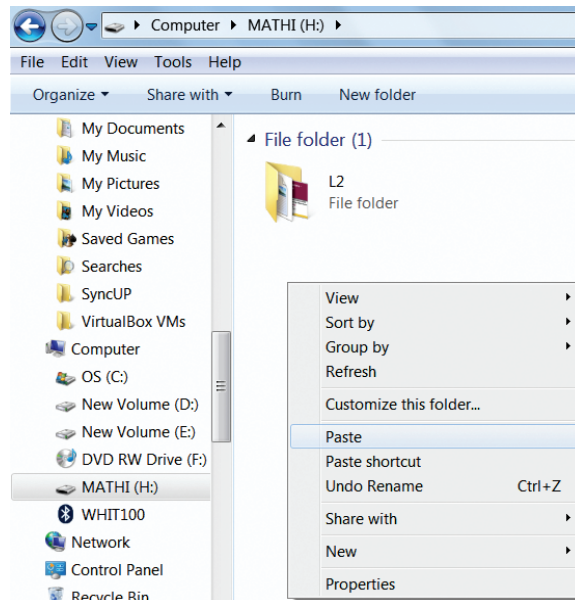 Computer MATHI (H:)
File Edit View Tools Help
Organize Share with Burn New folder
My Documents
My Music
My Pictures
My Videos
Saved Games
Searches
SyncUP
VirtualBox VMs
Computer
OS (C:)
New Volume (D:)
New Volume (E:)
DVD RW Drive (F:)
MATHI (H:)
WHIT100
Network
Control Panel
Recycle Bin
File folder (1)
L2
File folder
View
Sort by
Group by
Refresh
Customize this folder...
Paste
Paste shortcut
Undo Rename Ctrl+Z
Share with
New
Properties